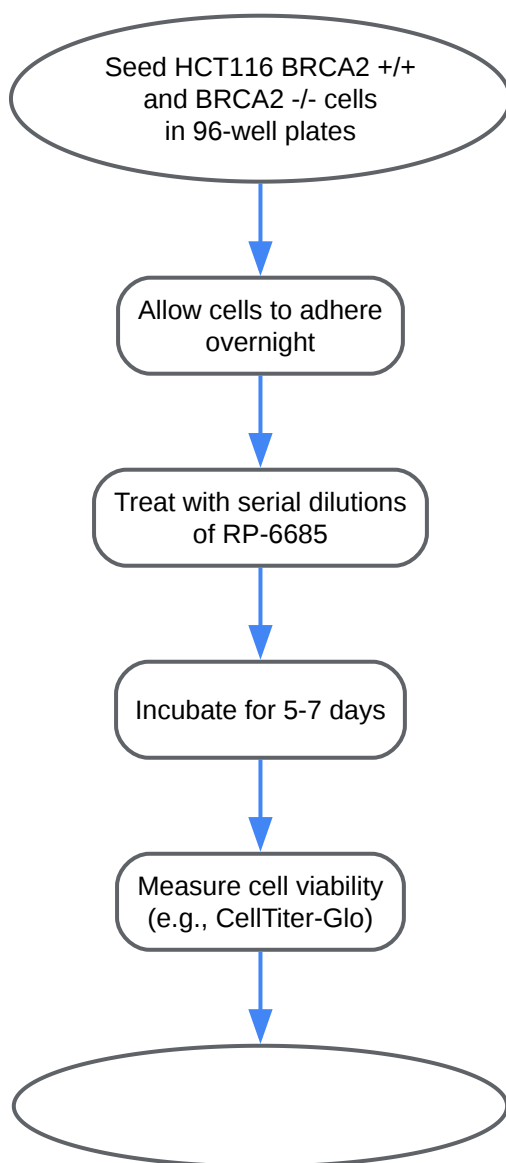 Seed HCT116 BRCA2 +/+
and BRCA2 -/- cells
in 96-well plates
Allow cells to adhere
overnight
Treat with serial dilutions
of RP-6685
Incubate for 5-7 days
Measure cell viability
(e.g., CellTiter-Glo)